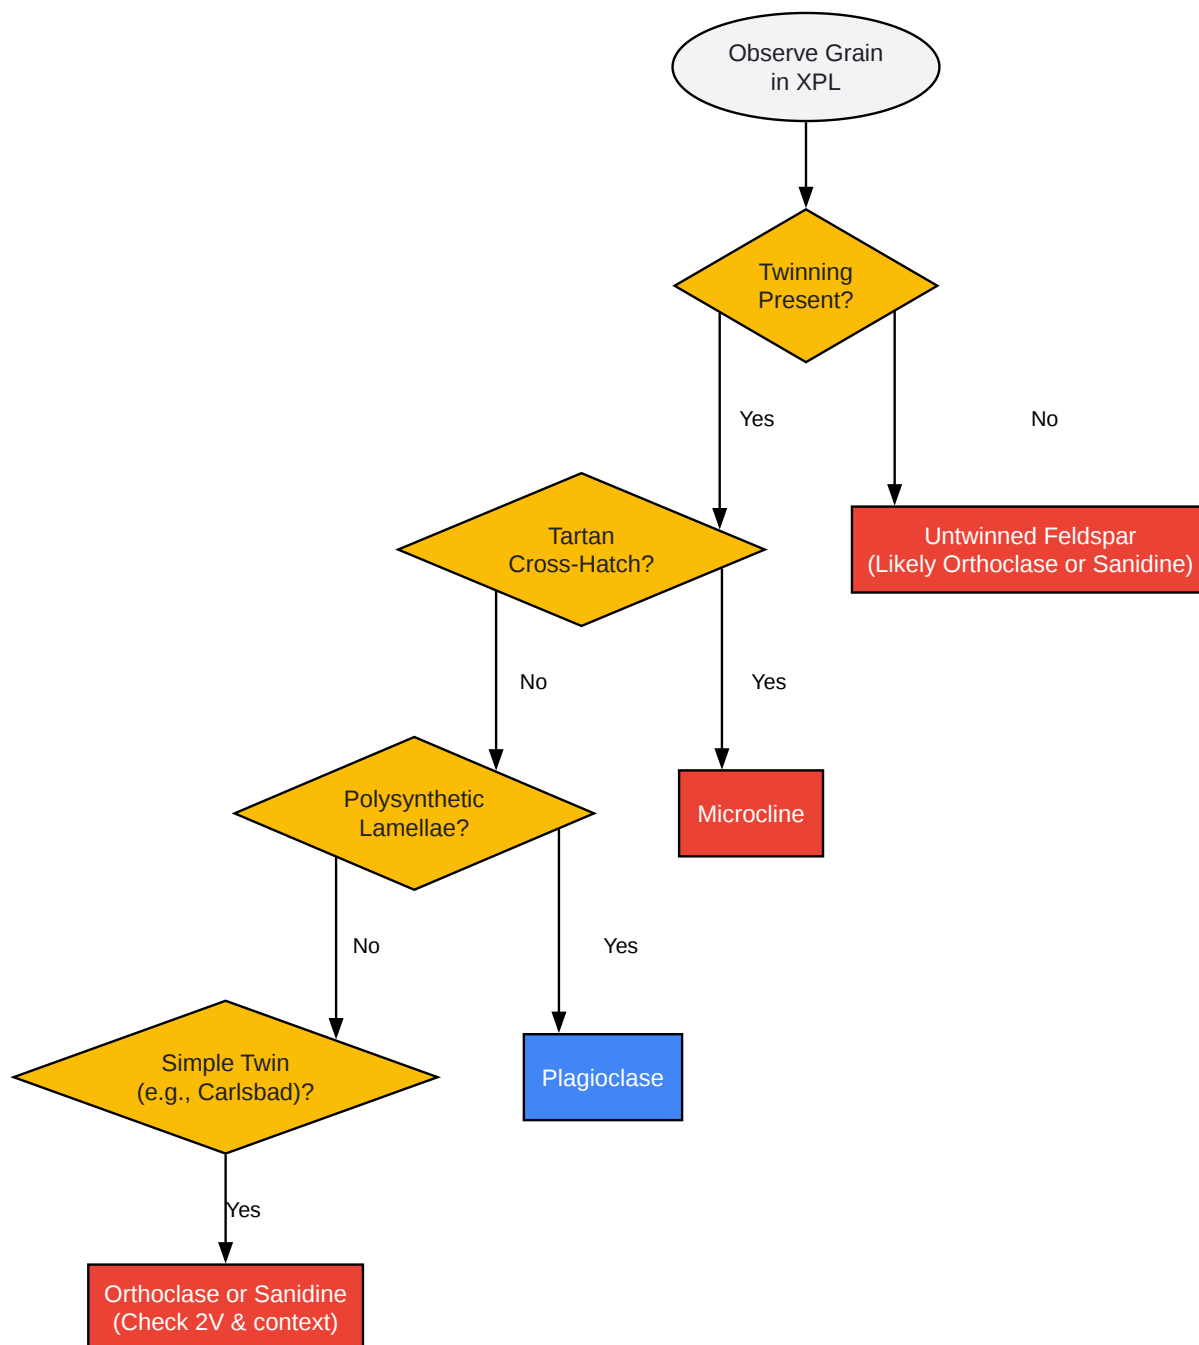 Observe Grain
in XPL
Twinning
Present?
Yes
No
Tartan
Cross-Hatch?
Untwinned Feldspar
(Likely Orthoclase or Sanidine)
No
Yes
Polysynthetic
Lamellae?
Microcline
No
Yes
Simple Twin
(e.g., Carlsbad)?
Plagioclase
Yes
Orthoclase or Sanidine
(Check 2V & context)